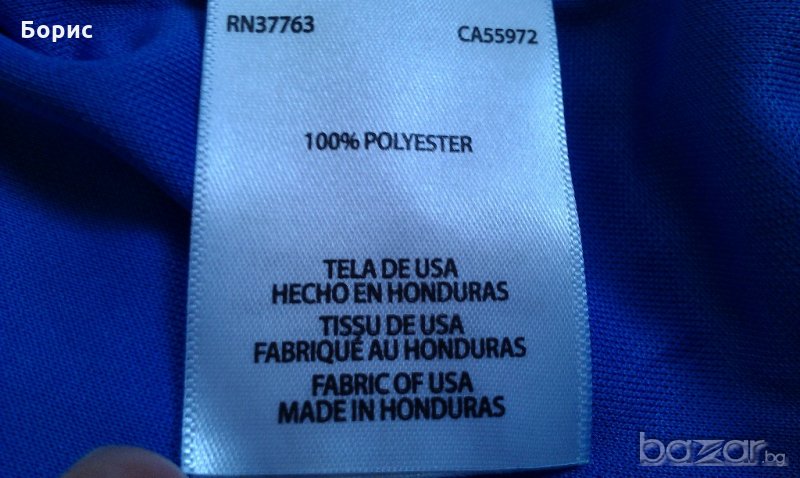 Борис
RN37763
CA55972
100% POLYESTER
TELA DE USA
HECHO EN HONDURAS
TISSU DE USA
FABRIQUÉ AU HONDURAS
FABRIC OF USA
MADE IN HONDURAS
bazar.bg